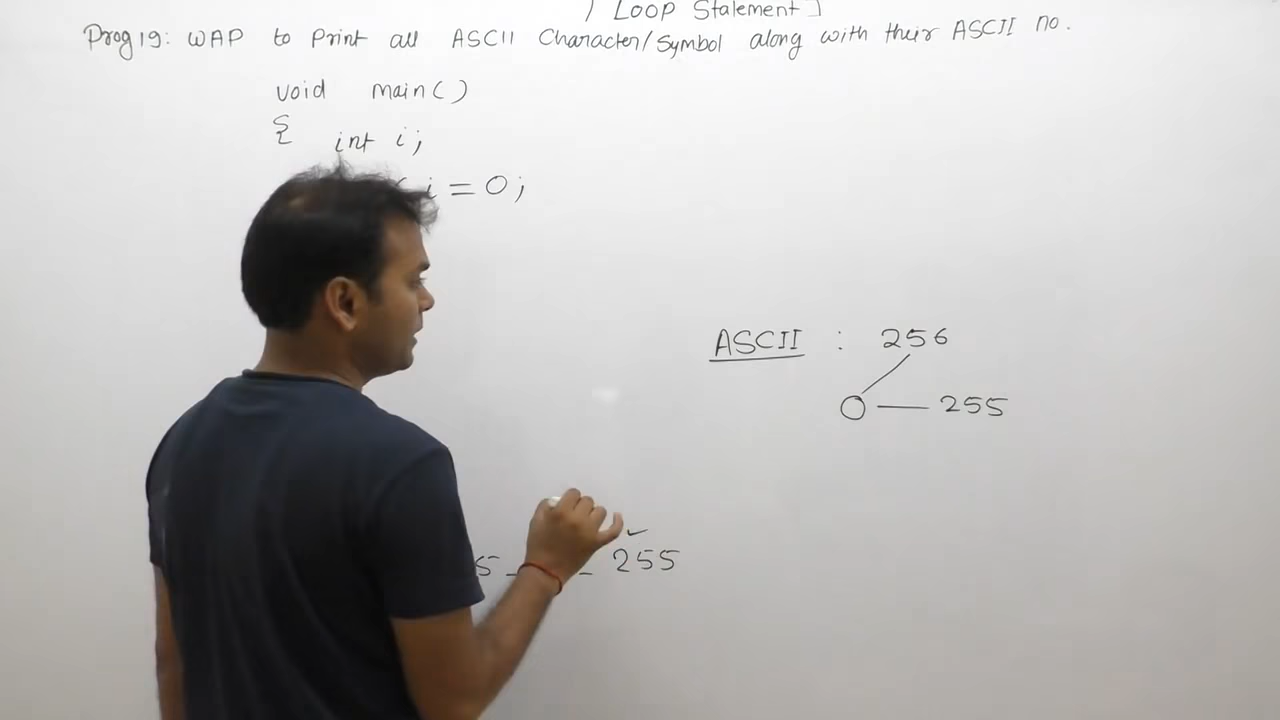 [ Loop Statement ]
Prog 19: WAP to Print all ASCII Character/Symbol along with their ASCII no.
void main()
{ int i;
i = 0;
ASCII : 256
0 — 255
5 _ _ 255